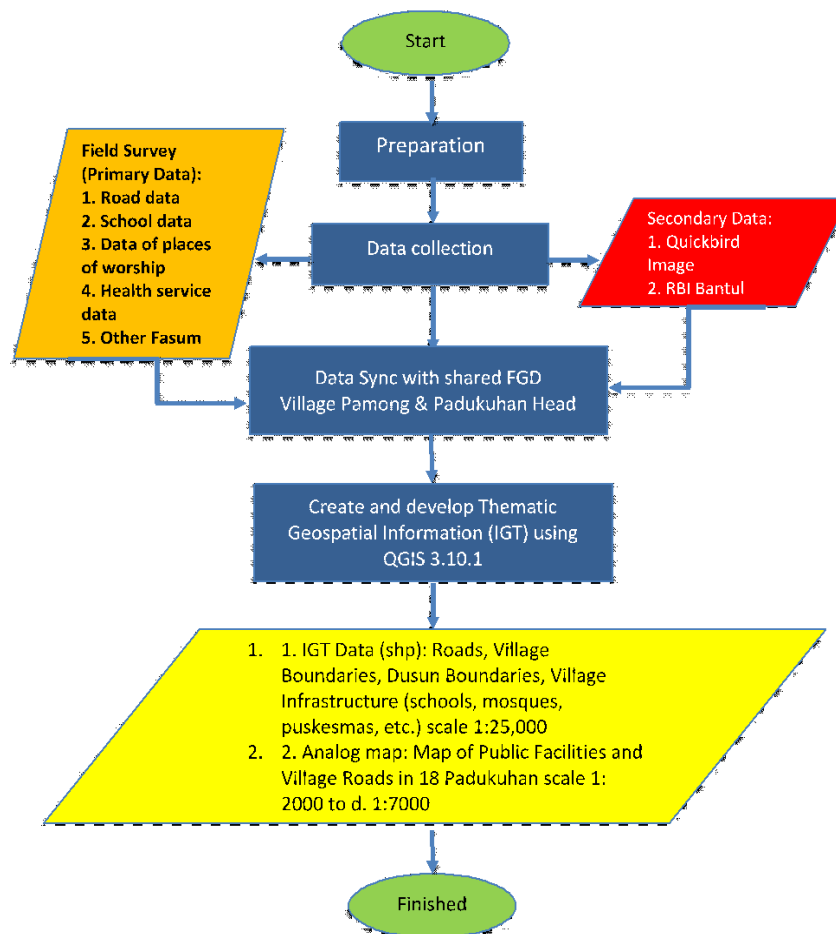 Start
Preparation
Field Survey
(Primary Data):
1. Road data
2. School data
3. Data of places
of worship
4. Health service
data
5. Other Fasum
Data collection
Secondary Data:
1. Quickbird
Image
2. RBI Bantul
Data Sync with shared FGD
Village Pamong & Padukuhan Head
Create and develop Thematic
Geospatial Information (IGT) using
QGIS 3.10.1
1. 1. IGT Data (shp): Roads, Village
Boundaries, Dusun Boundaries, Village
Infrastructure (schools, mosques,
puskesmas, etc.) scale 1:25,000
2. 2. Analog map: Map of Public Facilities and
Village Roads in 18 Padukuhan scale 1:
2000 to d. 1:7000
Finished